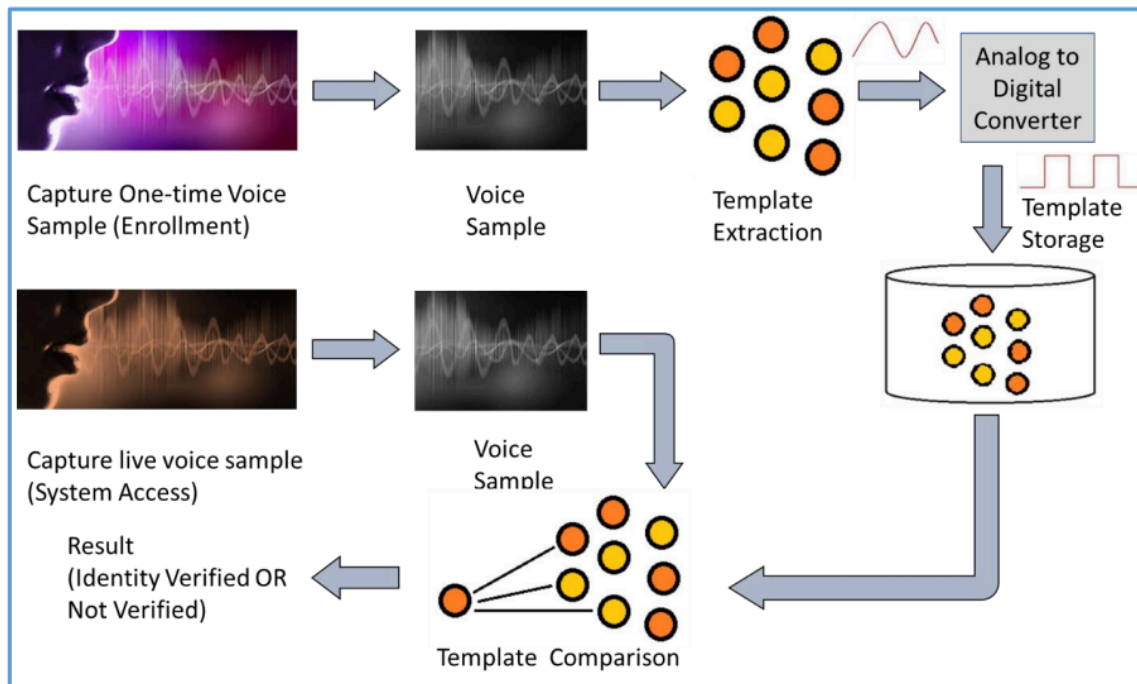 Analog to
Digital
Converter
Capture One-time Voice
Sample (Enrollment)
Voice
Sample
Template
Extraction
Template
Storage
Capture live voice sample
(System Access)
Voice
Sample
Result
(Identity Verified OR
Not Verified)
Template Comparison